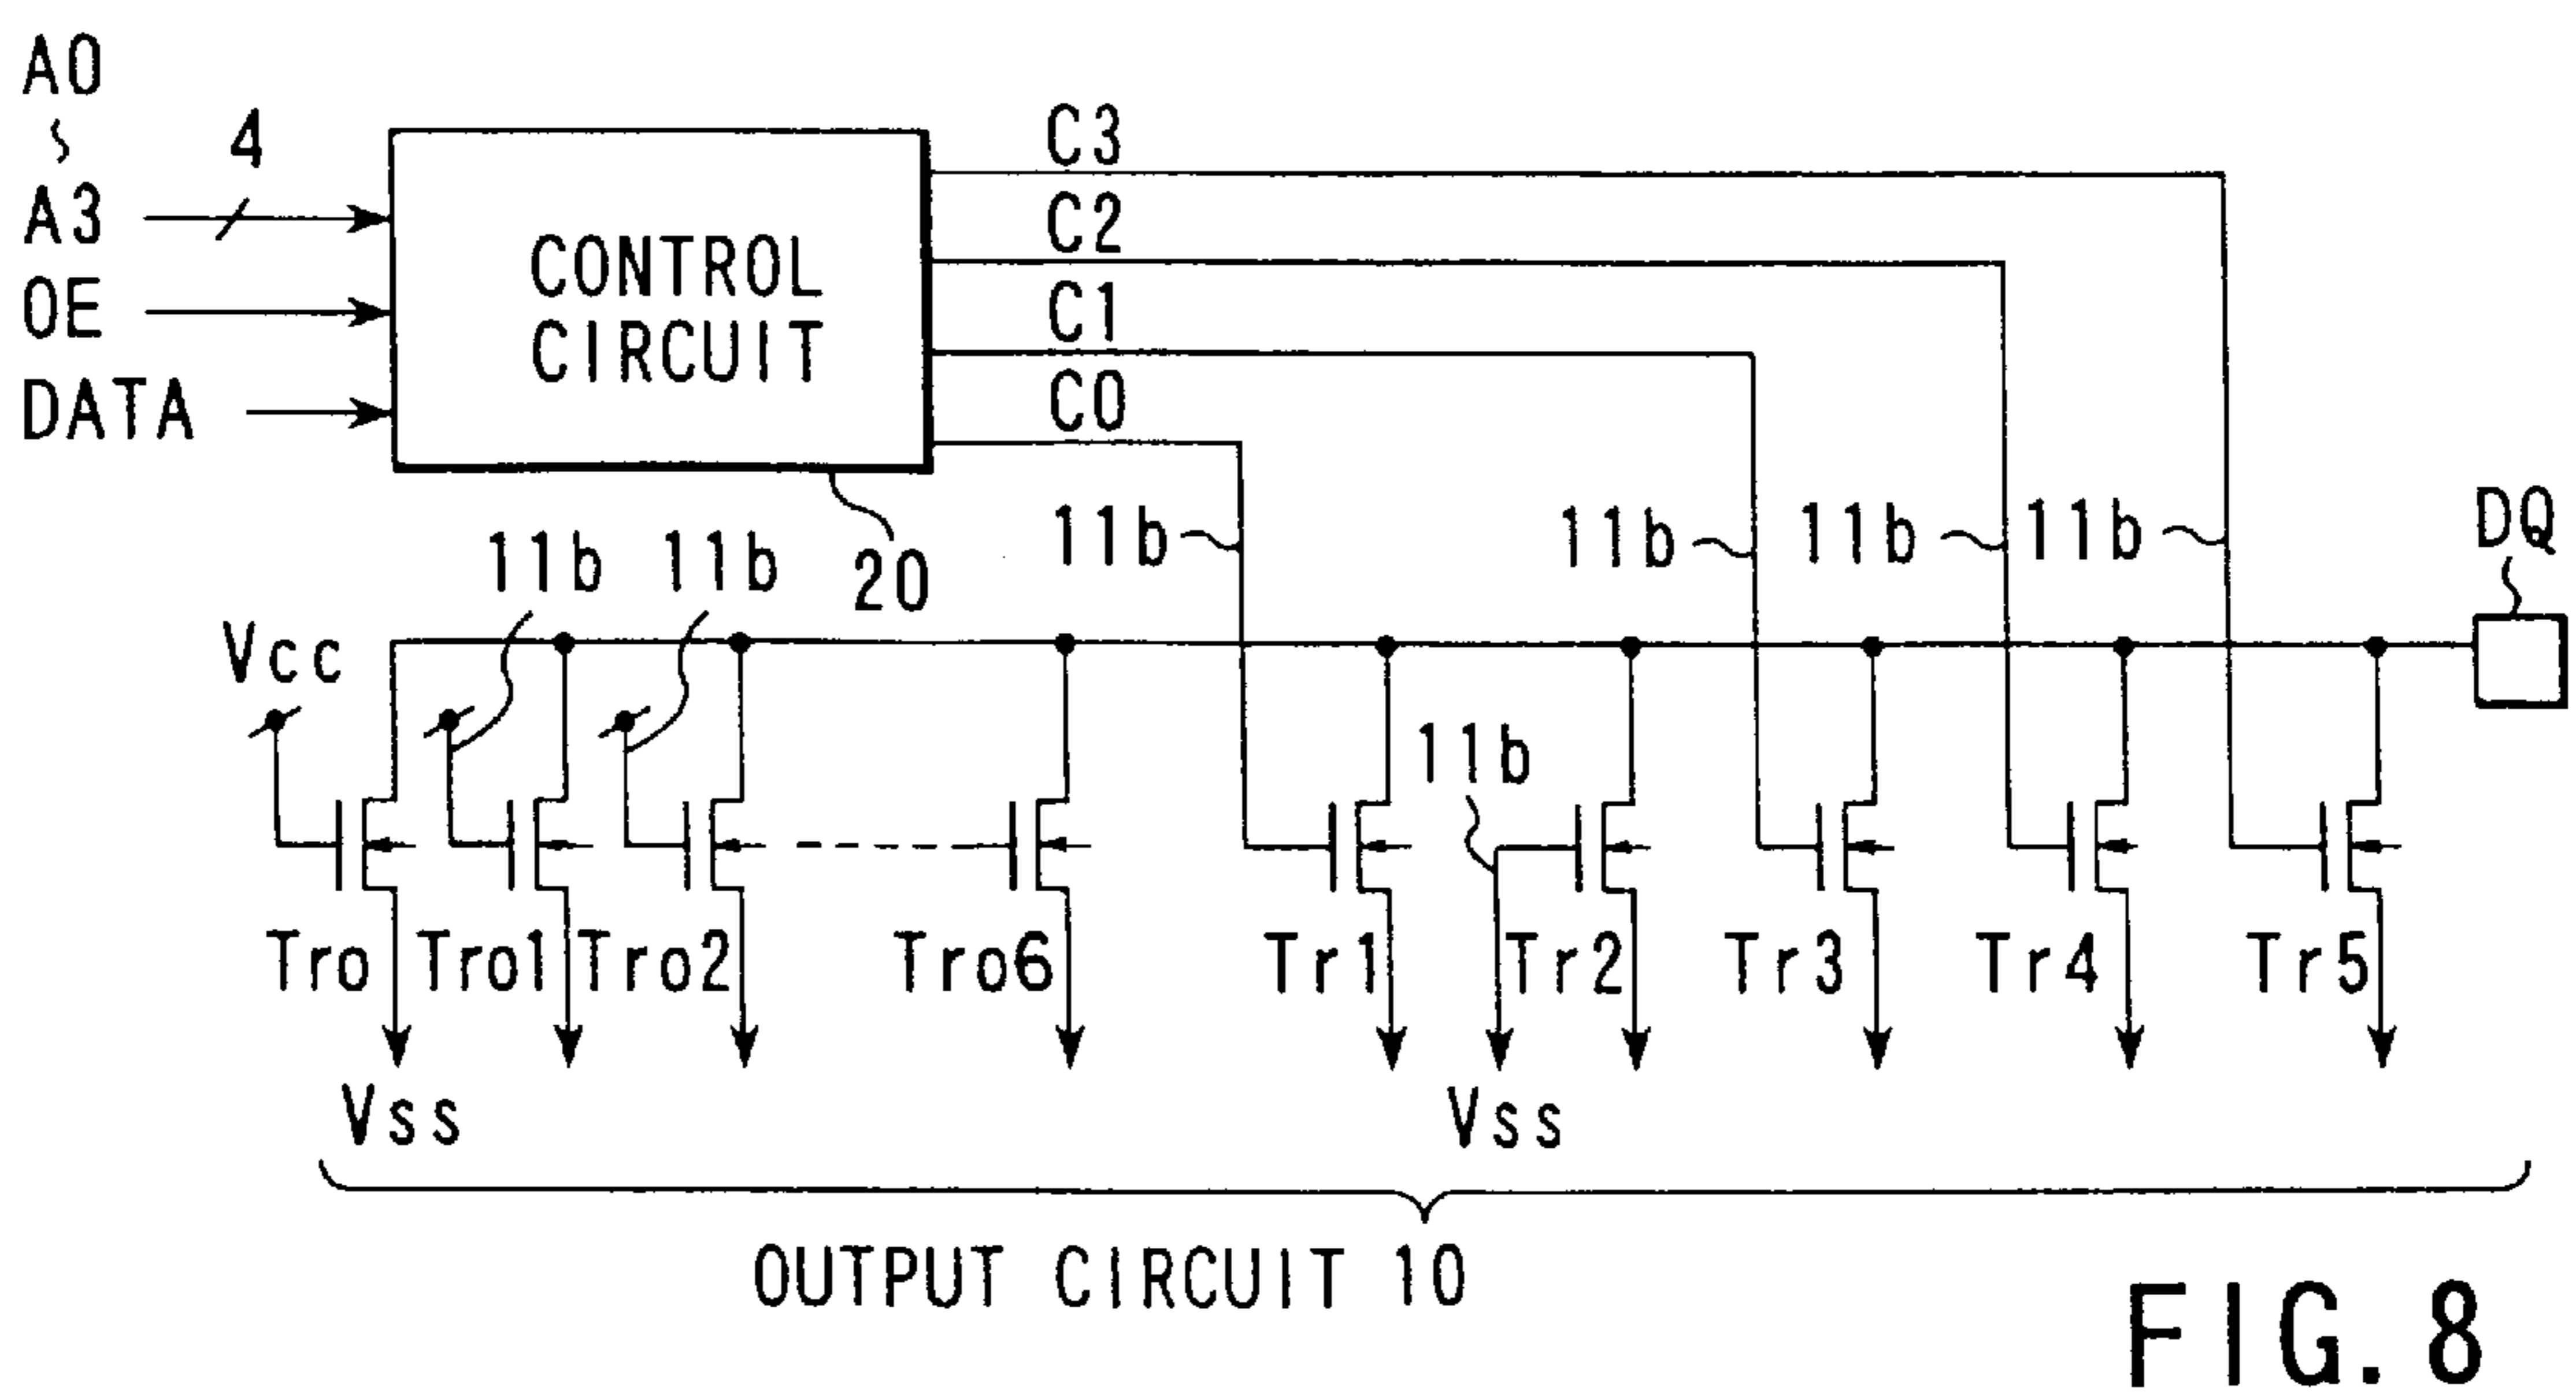 A0
~
A3
4
OE
DATA
CONTROL
CIRCUIT
C3
C2
C1
C0
20
11b
11b
11b
11b
11b
11b
DQ
Vcc
11b
Tro
Tro1
Tro2
Tro6
Tr1
Tr2
Tr3
Tr4
Tr5
Vss
Vss
OUTPUT CIRCUIT 10
FIG. 8